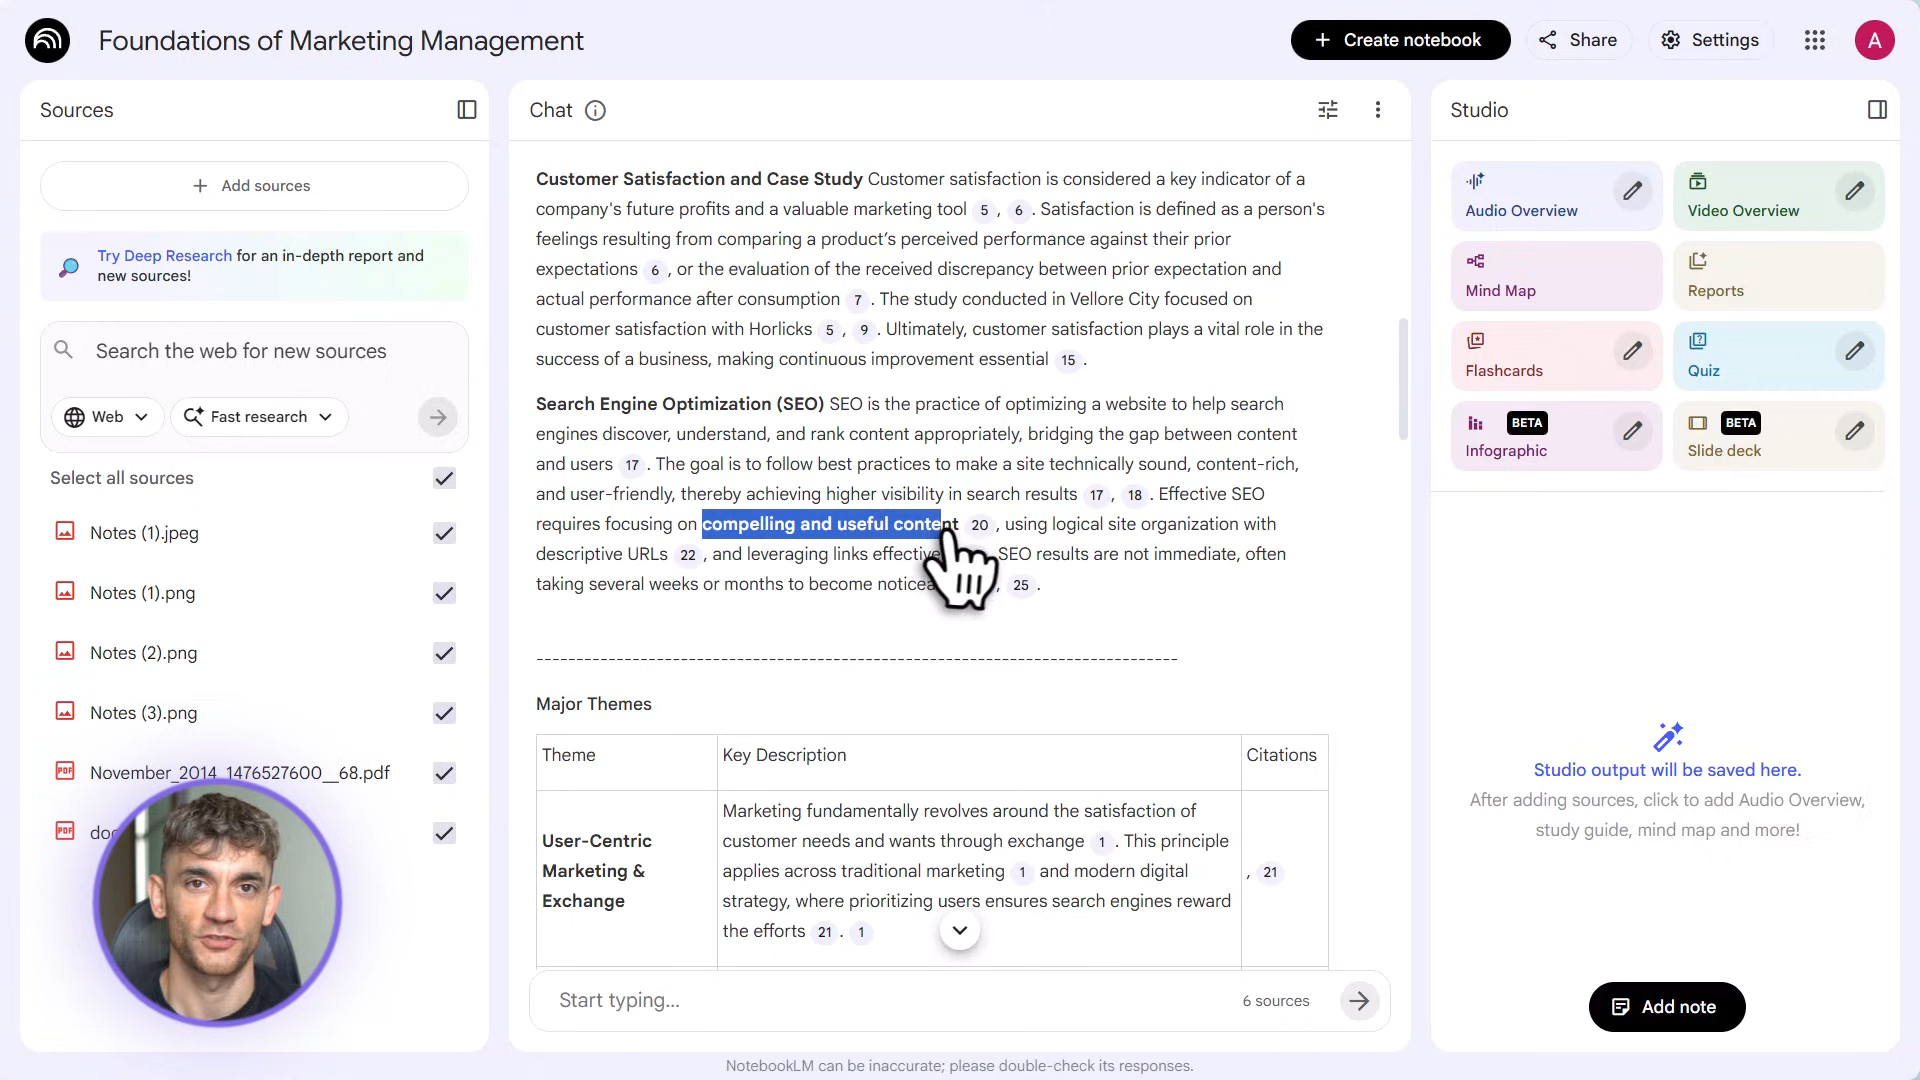 Foundations of Marketing Management
Create notebook
Share
Settings
A
Sources
Add sources
Try Deep Research for an in-depth report and
new sources!
Search the web for new sources
Web
Fast research
Select all sources
Notes (1).jpeg
Notes (1).png
Notes (2).png
Notes (3).png
November_2014_1476527600__68.pdf
Chat
Customer Satisfaction and Case Study Customer satisfaction is considered a key indicator of a
company's future profits and a valuable marketing tool 5 , 6 . Satisfaction is defined as a person's
feelings resulting from comparing a product’s perceived performance against their prior
expectations 6 , or the evaluation of the received discrepancy between prior expectation and
actual performance after consumption 7 . The study conducted in Vellore City focused on
customer satisfaction with Horlicks 5 , 9 . Ultimately, customer satisfaction plays a vital role in the
success of a business, making continuous improvement essential 15 .
Search Engine Optimization (SEO) SEO is the practice of optimizing a website to help search
engines discover, understand, and rank content appropriately, bridging the gap between content
and users 17 . The goal is to follow best practices to make a site technically sound, content-rich,
and user-friendly, thereby achieving higher visibility in search results 17 , 18 . Effective SEO
requires focusing on compelling and useful content 20 , using logical site organization with
descriptive URLs 22 , and leveraging links SEO results are not immediate, often
taking several weeks or months to become , 25 .
--------------------------------------------------------------------------------
Major Themes
Theme
Key Description
Citations
User-Centric
Marketing &
Exchange
Marketing fundamentally revolves around the satisfaction of
customer needs and wants through exchange 1 . This principle
applies across traditional marketing 1 and modern digital
strategy, where prioritizing users ensures search engines reward
the efforts 21 . 1
, 21
Start typing...
6 sources
NotebookLM can be inaccurate; please double-check its responses.
Studio
Audio Overview
Video Overview
Mind Map
Reports
Flashcards
Quiz
BETA
Infographic
BETA
Slide deck
Studio output will be saved here.
After adding sources, click to add Audio Overview,
study guide, mind map and more!
Add note